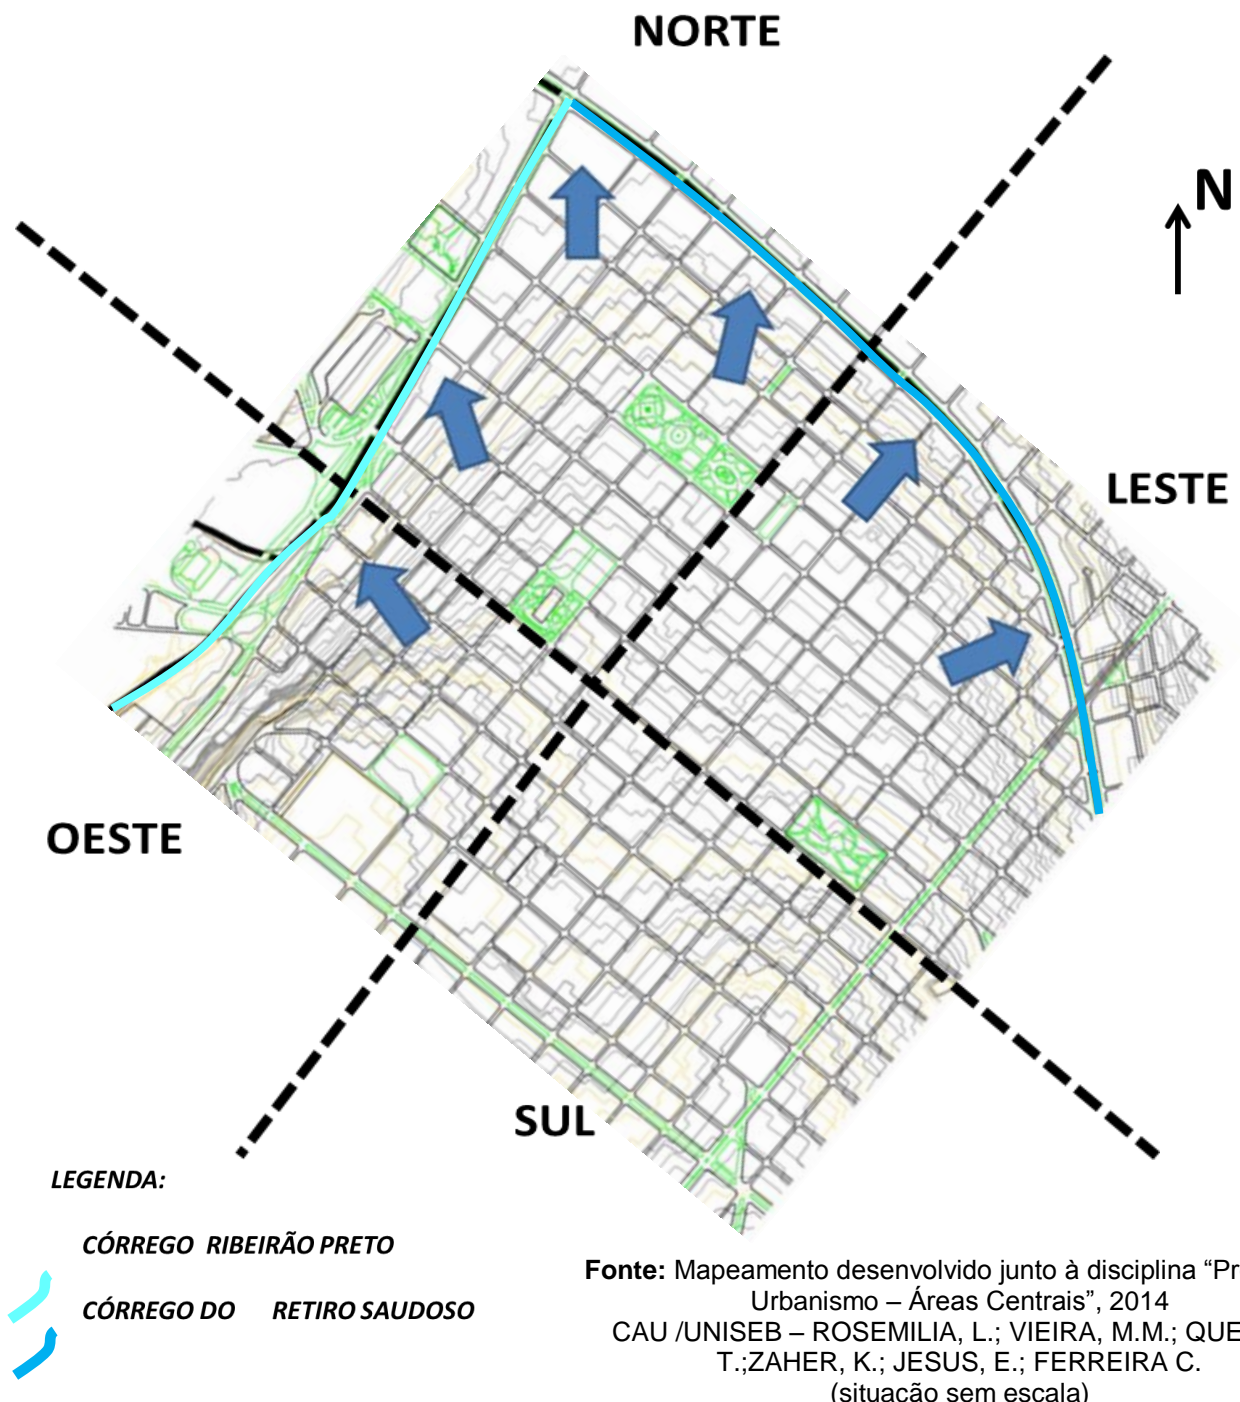 NORTE
N
LESTE
OESTE
SUL
LEGENDA:
CÓRREGO RIBEIRÃO PRETO
CÓRREGO DO RETIRO SAUDOSO
Fonte: Mapeamento desenvolvido junto à disciplina “Pr
Urbanismo – Áreas Centrais”, 2014
CAU /UNISEB – ROSEMILIA, L.; VIEIRA, M.M.; QUE
T.;ZAHER, K.; JESUS, E.; FERREIRA C.
(situação sem escala)